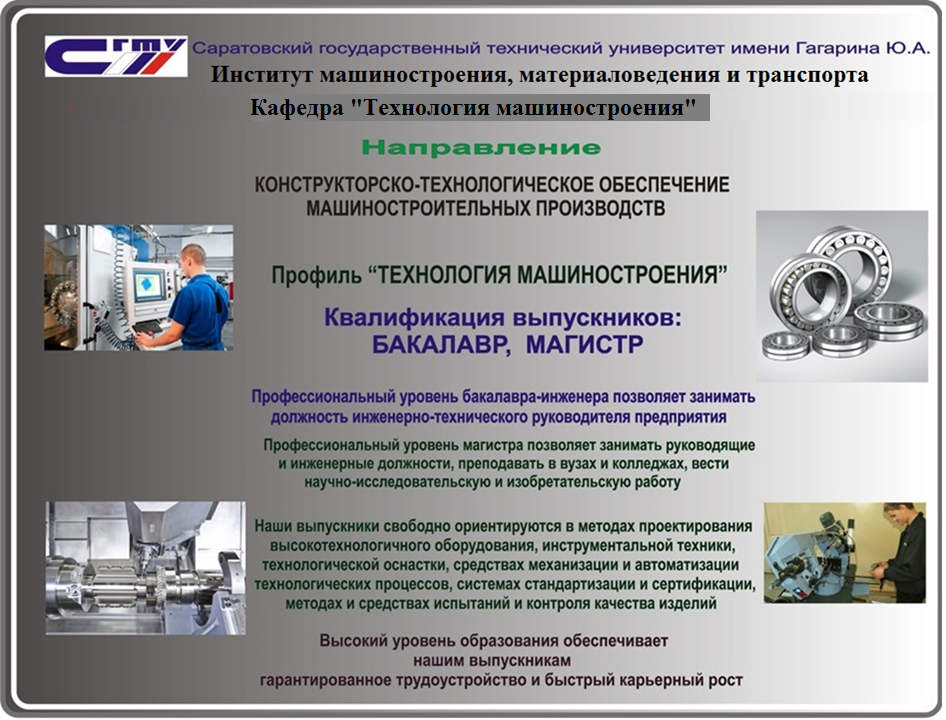 СГТУ
Саратовский государственный технический университет имени Гагарина Ю.А.
Институт машиностроения, материаловедения и транспорта
Кафедра "Технология машиностроения"
Направление
КОНСТРУКТОРСКО-ТЕХНОЛОГИЧЕСКОЕ ОБЕСПЕЧЕНИЕ
МАШИНОСТРОИТЕЛЬНЫХ ПРОИЗВОДСТВ
Профиль “ТЕХНОЛОГИЯ МАШИНОСТРОЕНИЯ”
Квалификация выпускников:
БАКАЛАВР, МАГИСТР
Профессиональный уровень бакалавра-инженера позволяет занимать
должность инженерно-технического руководителя предприятия
Профессиональный уровень магистра позволяет занимать руководящие
и инженерные должности, преподавать в вузах и колледжах, вести
научно-исследовательскую и изобретательскую работу
Наши выпускники свободно ориентируются в методах проектирования
высокотехнологичного оборудования, инструментальной техники,
технологической оснастки, средствах механизации и автоматизации
технологических процессов, системах стандартизации и сертификации,
методах и средствах испытаний и контроля качества изделий
Высокий уровень образования обеспечивает
нашим выпускникам
гарантированное трудоустройство и быстрый карьерный рост